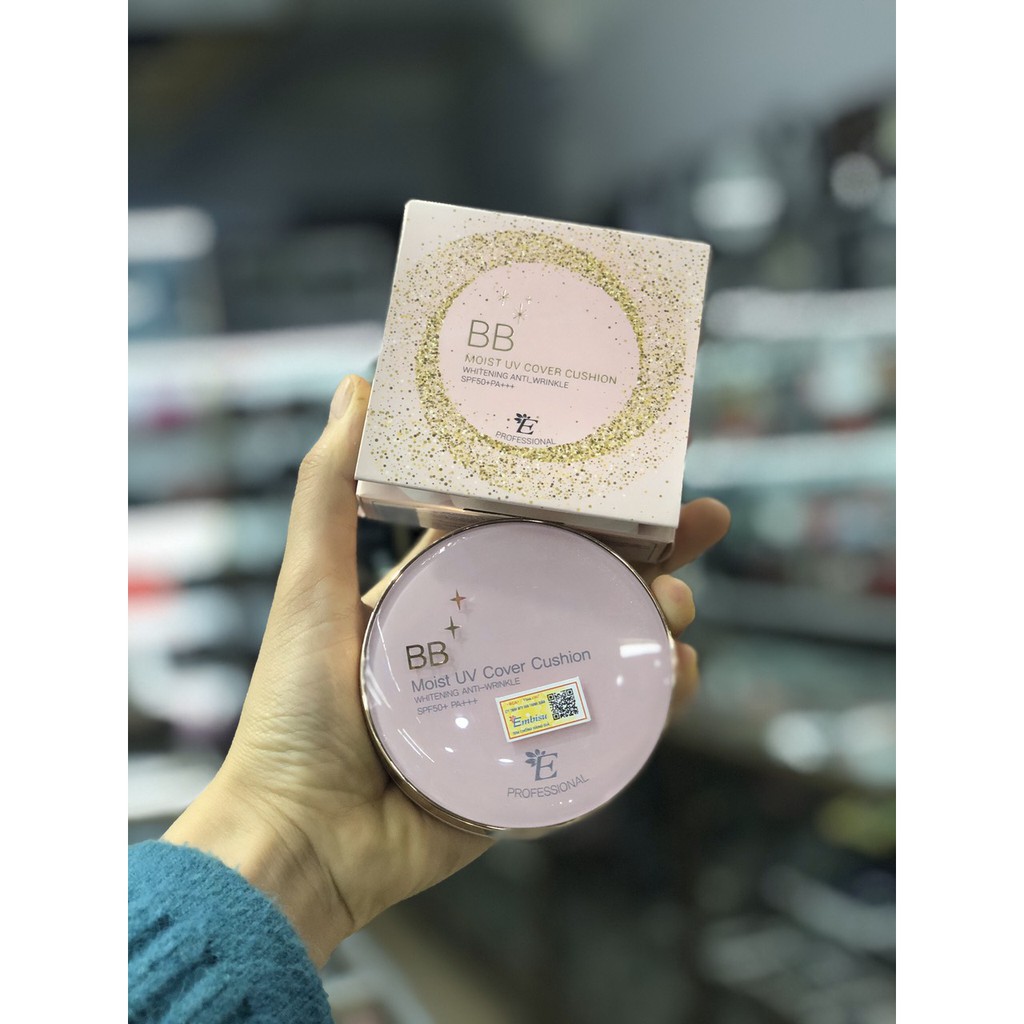 BB
MOIST UV COVER CUSHION
WHITENING ANTI_WRINKLE
SPF50+PA+++
E
PROFESSIONAL
BB
Moist UV Cover Cushion
WHITENING ANTI-WRINKLE
SPF50+ PA+++
Embisu
E
PROFESSIONAL